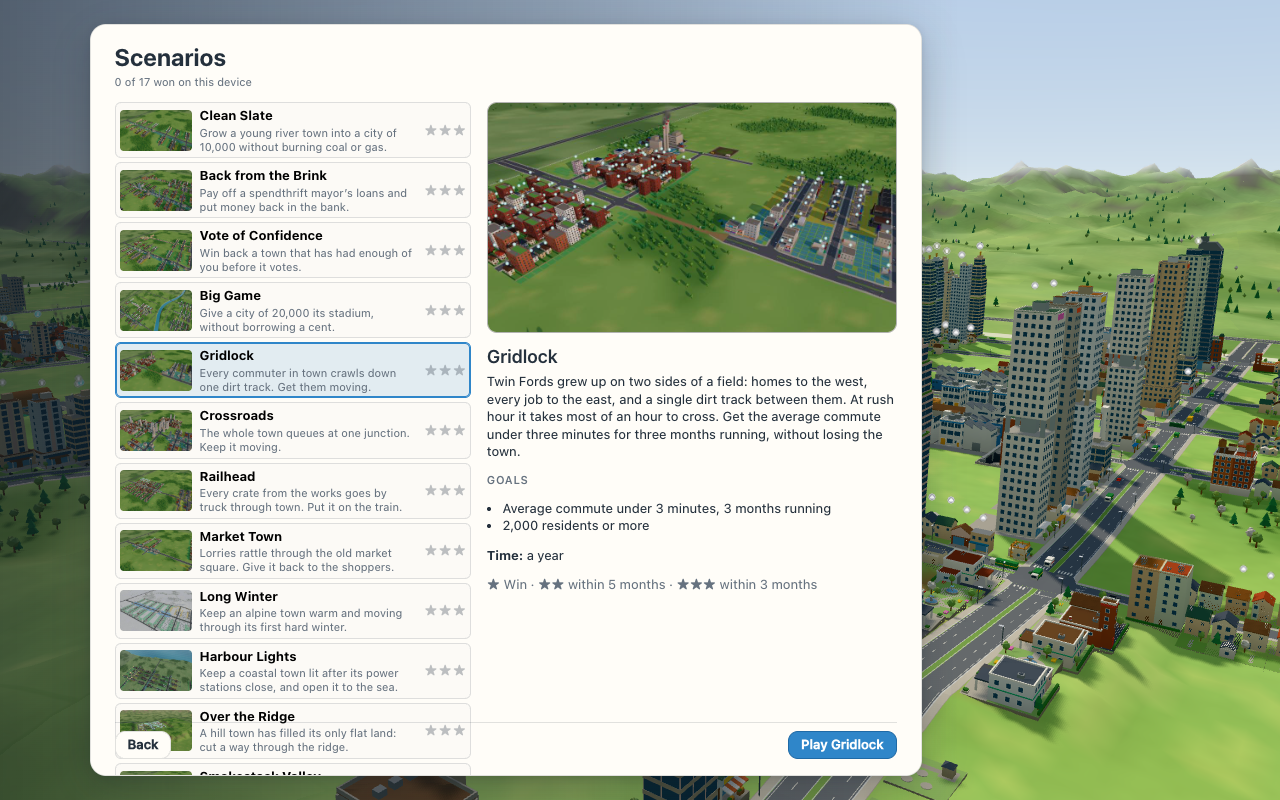 Scenarios
0 of 17 won on this device
Clean Slate
Grow a young river town into a city of
10,000 without burning coal or gas.
Back from the Brink
Pay off a spendthrift mayor's loans and
put money back in the bank.
Vote of Confidence
Win back a town that has had enough of
you before it votes.
Big Game
Give a city of 20,000 its stadium,
without borrowing a cent.
Gridlock
Every commuter in town crawls down
one dirt track. Get them moving.
Crossroads
The whole town queues at one junction.
Keep it moving.
Railhead
Every crate from the works goes by
truck through town. Put it on the train.
Market Town
Lorries rattle through the old market
square. Give it back to the shoppers.
Long Winter
Keep an alpine town warm and moving
through its first hard winter.
Harbour Lights
Keep a coastal town lit after its power
stations close, and open it to the sea.
Over the Ridge
A hill town has filled its only flat land:
cut a way through the ridge.
Smokestack Valley
Gridlock
Twin Fords grew up on two sides of a field: homes to the west,
every job to the east, and a single dirt track between them. At rush
hour it takes most of an hour to cross. Get the average commute
under three minutes for three months running, without losing the
town.
GOALS
• Average commute under 3 minutes, 3 months running
• 2,000 residents or more
Time: a year
★ Win · ★★ within 5 months · ★★★ within 3 months
Back
Play Gridlock